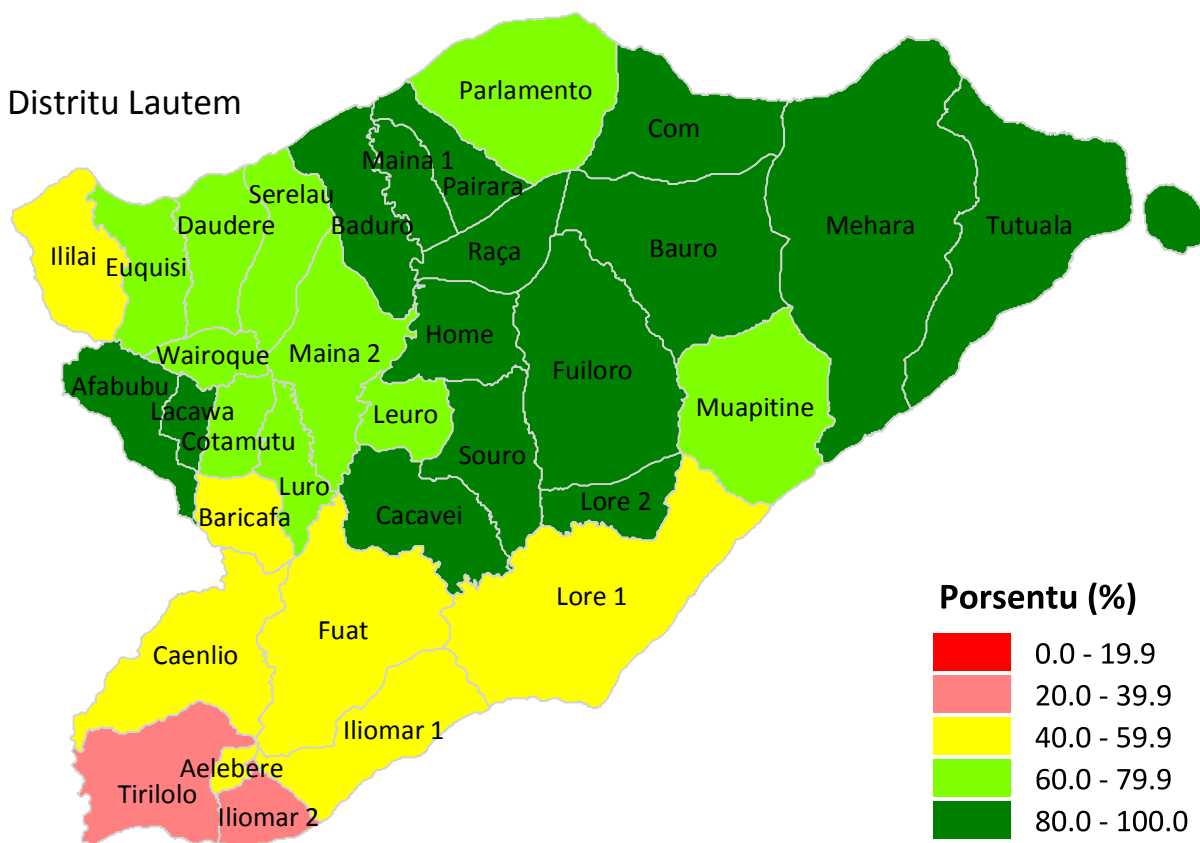 Distritu Lautem
Parlamento
Com
Maina 1
Pairara
Serelau
Daudere
Baduro
Mehara
Tutuala
Ililai
Euquisi
Raça
Bauro
Home
Wairoque
Maina 2
Fuiloro
Afabubu
Lacawa
Leuro
Muapitine
Cotamutu
Souro
Luro
Lore 2
Baricafa
Cacavei
Lore 1
Fuat
Caenlio
Iliomar 1
Aelebere
Tirilolo
Iliomar 2
Porsentu (%)
0.0 - 19.9
20.0 - 39.9
40.0 - 59.9
60.0 - 79.9
80.0 - 100.0